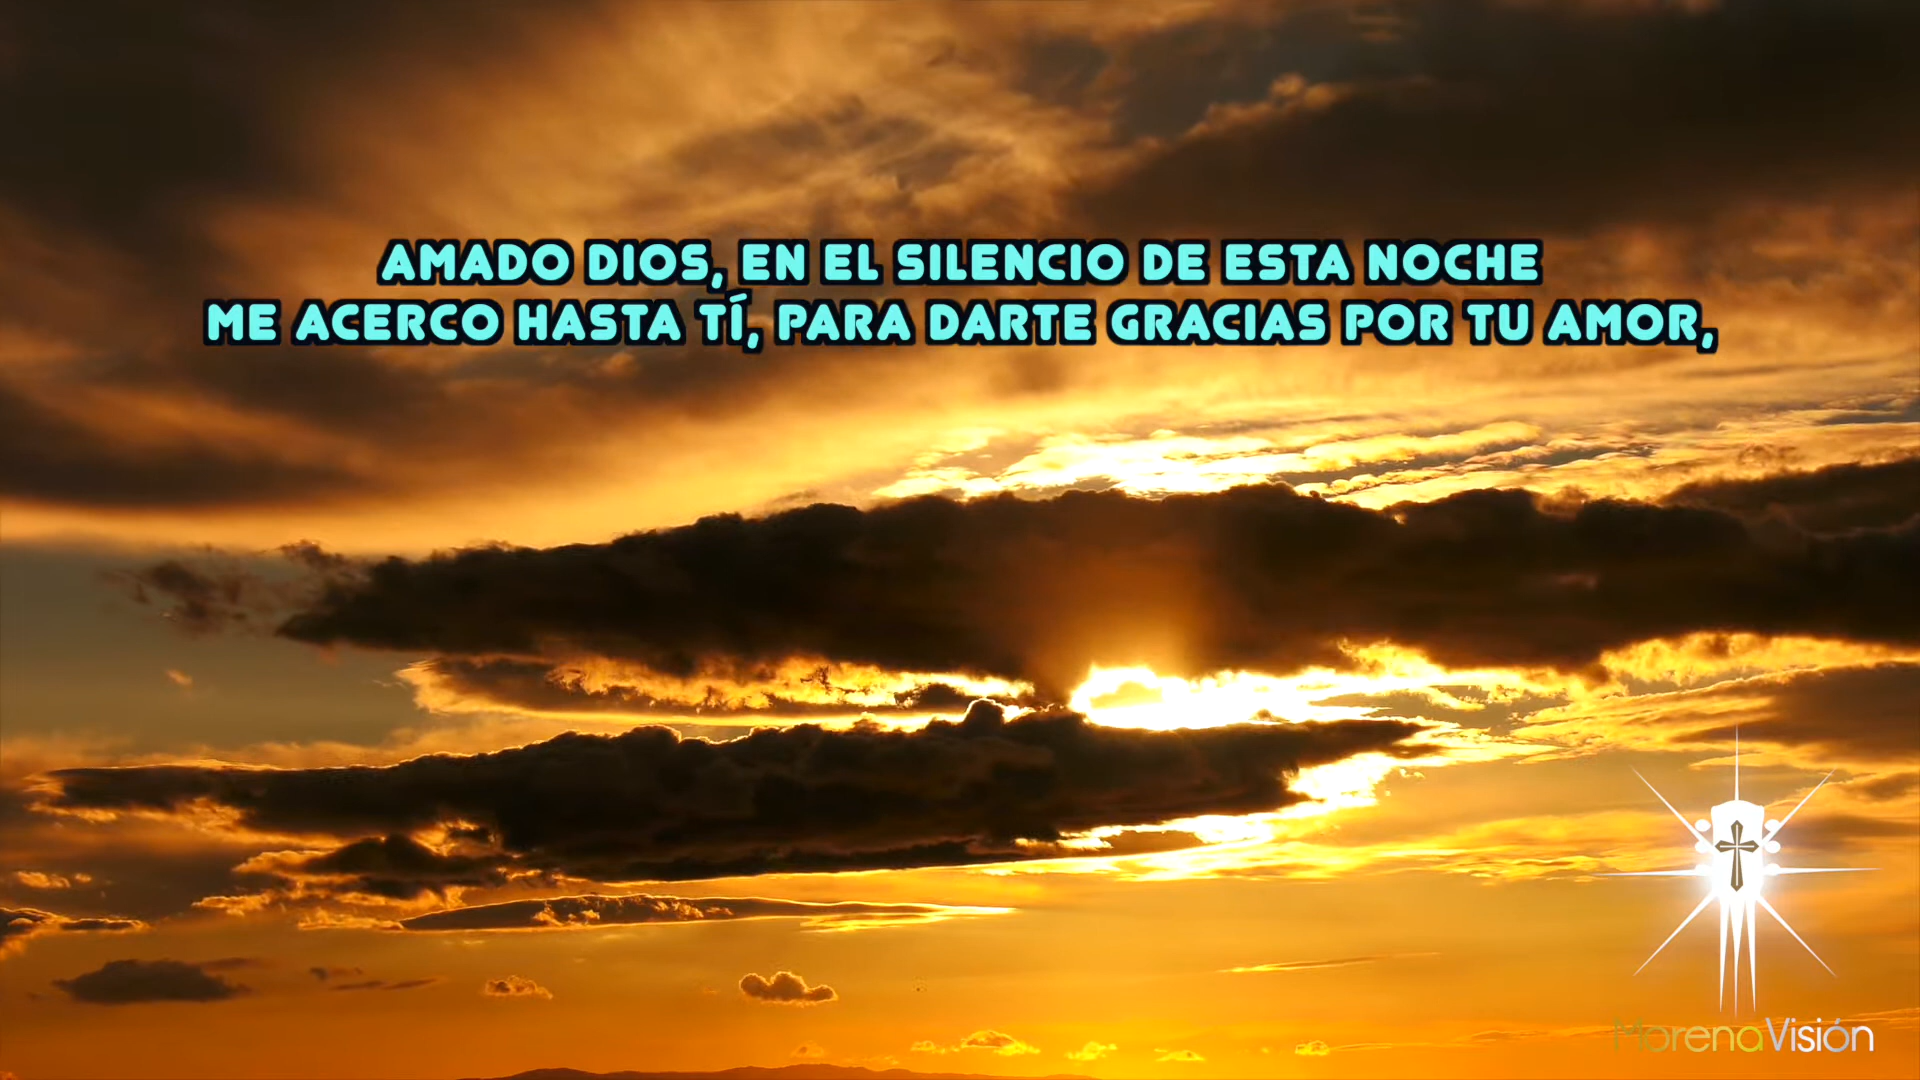 AMADO DIOS, EN EL SILENCIO DE ESTA NOCHE
ME ACERCO HASTA TÍ, PARA DARTE GRACIAS POR TU AMOR,
MorenaVisión